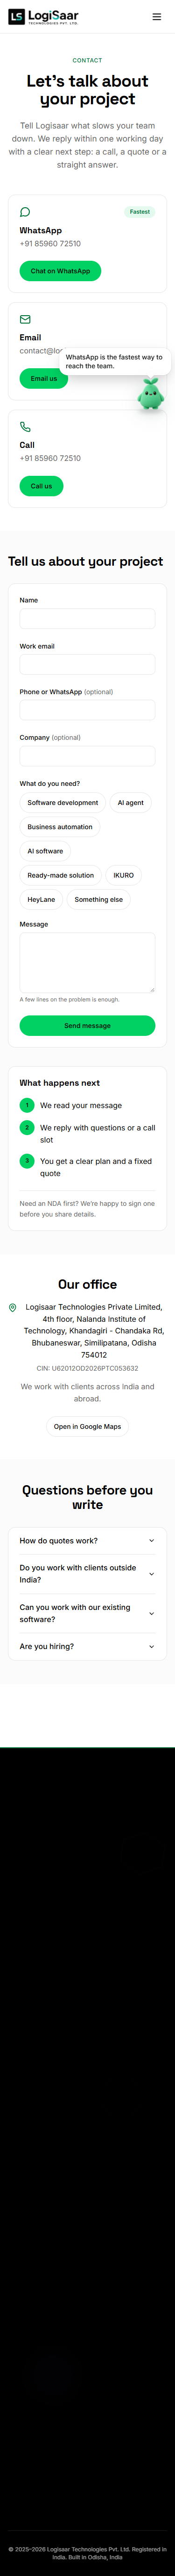 LogiSaar
TECHNOLOGIES PVT. LTD.
CONTACT
Let's talk about
your project
Tell Logisaar what slows your team
down. We reply within one working day
with a clear next step: a call, a quote or a
straight answer.
Fastest
WhatsApp
+91 85960 72510
Chat on WhatsApp
Email
contact@log
WhatsApp is the fastest way to
reach the team.
Email us
Call
+91 85960 72510
Call us
Tell us about your project
Name
Work email
Phone or WhatsApp (optional)
Company (optional)
What do you need?
Software development
AI agent
Business automation
AI software
Ready-made solution
IKURO
HeyLane
Something else
Message
A few lines on the problem is enough.
Send message
What happens next
1 We read your message
2 We reply with questions or a call
slot
3 You get a clear plan and a fixed
quote
Need an NDA first? We're happy to sign one
before you share details.
Our office
Logisaar Technologies Private Limited,
4th floor, Nalanda Institute of
Technology, Khandagiri - Chandaka Rd,
Bhubaneswar, Similipatana, Odisha
754012
CIN: U62012OD2026PTC053632
We work with clients across India and
abroad.
Open in Google Maps
Questions before you
write
How do quotes work?
Do you work with clients outside
India?
Can you work with our existing
software?
Are you hiring?
© 2025–2026 Logisaar Technologies Pvt. Ltd. Registered in
India. Built in Odisha, India